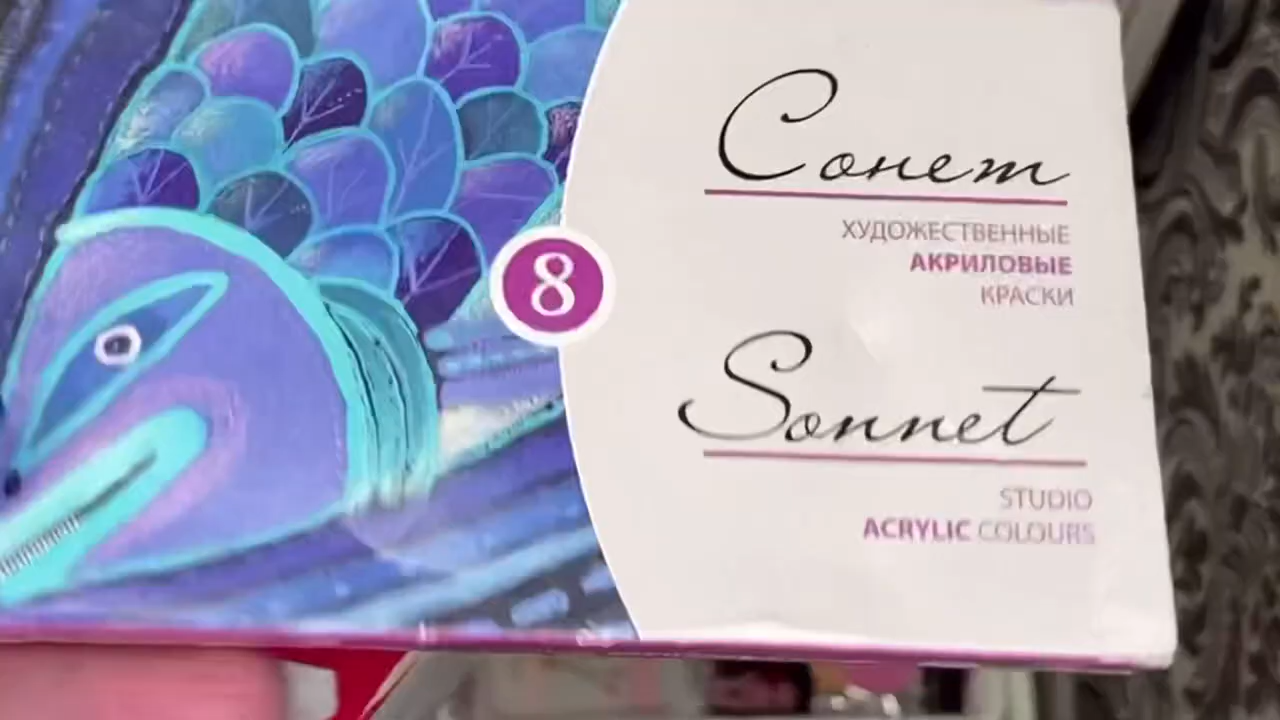 8
Сонет
ХУДОЖЕСТВЕННЫЕ
АКРИЛОВЫЕ
КРАСКИ
Sonnet
STUDIO
ACRYLIC COLOURS